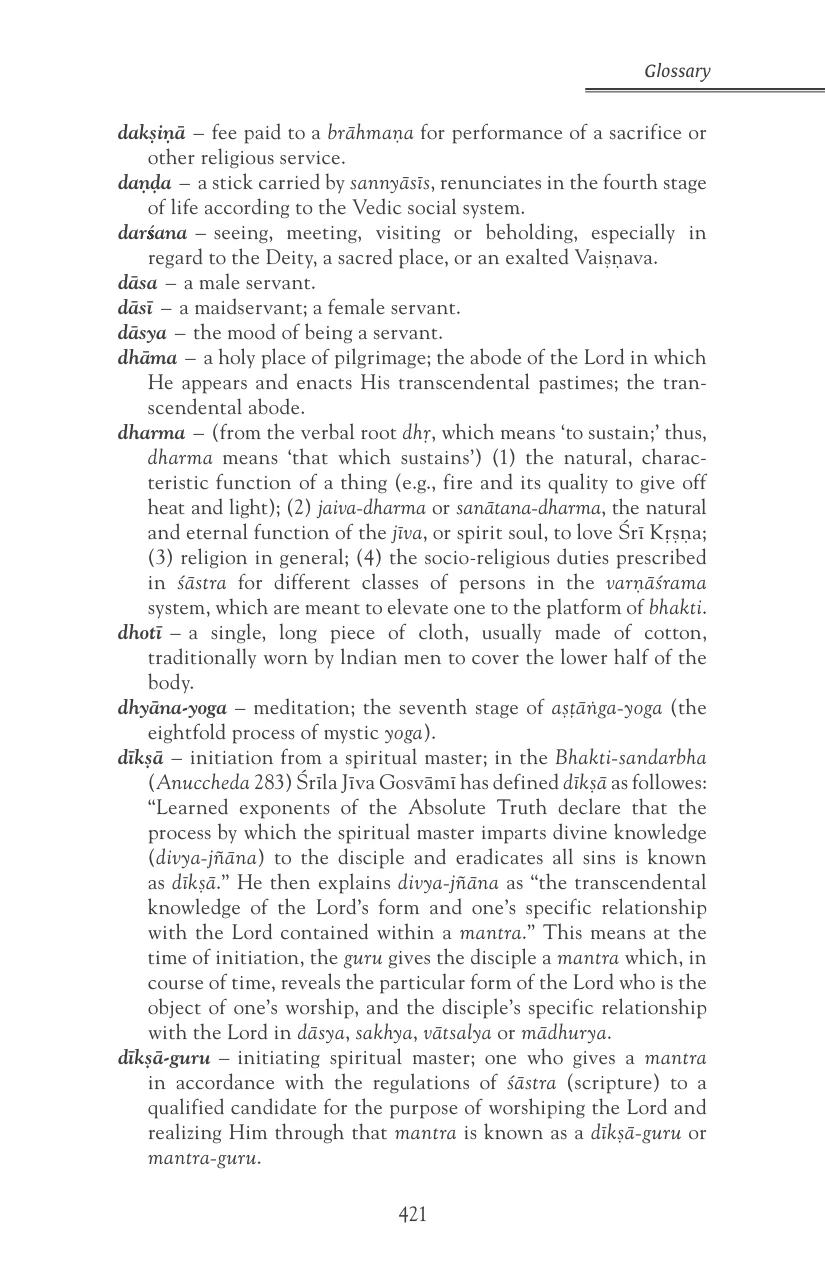 Glossary
dakṣiṇā – fee paid to a brāhmaṇa for performance of a sacrifice or
other religious service.
daṇḍa – a stick carried by sannyāsīs, renunciates in the fourth stage
of life according to the Vedic social system.
darśana – seeing, meeting, visiting or beholding, especially in
regard to the Deity, a sacred place, or an exalted Vaiṣṇava.
dāsa – a male servant.
dāsī – a maidservant; a female servant.
dāsya – the mood of being a servant.
dhāma – a holy place of pilgrimage; the abode of the Lord in which
He appears and enacts His transcendental pastimes; the tran-
scendental abode.
dharma – (from the verbal root dhṛ, which means ‘to sustain;’ thus,
dharma means ‘that which sustains’) (1) the natural, charac-
teristic function of a thing (e.g., fire and its quality to give off
heat and light); (2) jaiva-dharma or sanātana-dharma, the natural
and eternal function of the jīva, or spirit soul, to love Śrī Kṛṣṇa;
(3) religion in general; (4) the socio-religious duties prescribed
in śāstra for different classes of persons in the varṇāśrama
system, which are meant to elevate one to the platform of bhakti.
dhotī – a single, long piece of cloth, usually made of cotton,
traditionally worn by lndian men to cover the lower half of the
body.
dhyāna-yoga – meditation; the seventh stage of aṣṭāṅga-yoga (the
eightfold process of mystic yoga).
dīkṣā – initiation from a spiritual master; in the Bhakti-sandarbha
(Anuccheda 283) Śrīla Jīva Gosvāmī has defined dīkṣā as followes:
“Learned exponents of the Absolute Truth declare that the
process by which the spiritual master imparts divine knowledge
(divya-jñāna) to the disciple and eradicates all sins is known
as dīkṣā.” He then explains divya-jñāna as “the transcendental
knowledge of the Lord’s form and one’s specific relationship
with the Lord contained within a mantra.” This means at the
time of initiation, the guru gives the disciple a mantra which, in
course of time, reveals the particular form of the Lord who is the
object of one’s worship, and the disciple’s specific relationship
with the Lord in dāsya, sakhya, vātsalya or mādhurya.
dīkṣā-guru – initiating spiritual master; one who gives a mantra
in accordance with the regulations of śāstra (scripture) to a
qualified candidate for the purpose of worshiping the Lord and
realizing Him through that mantra is known as a dīkṣā-guru or
mantra-guru.
421